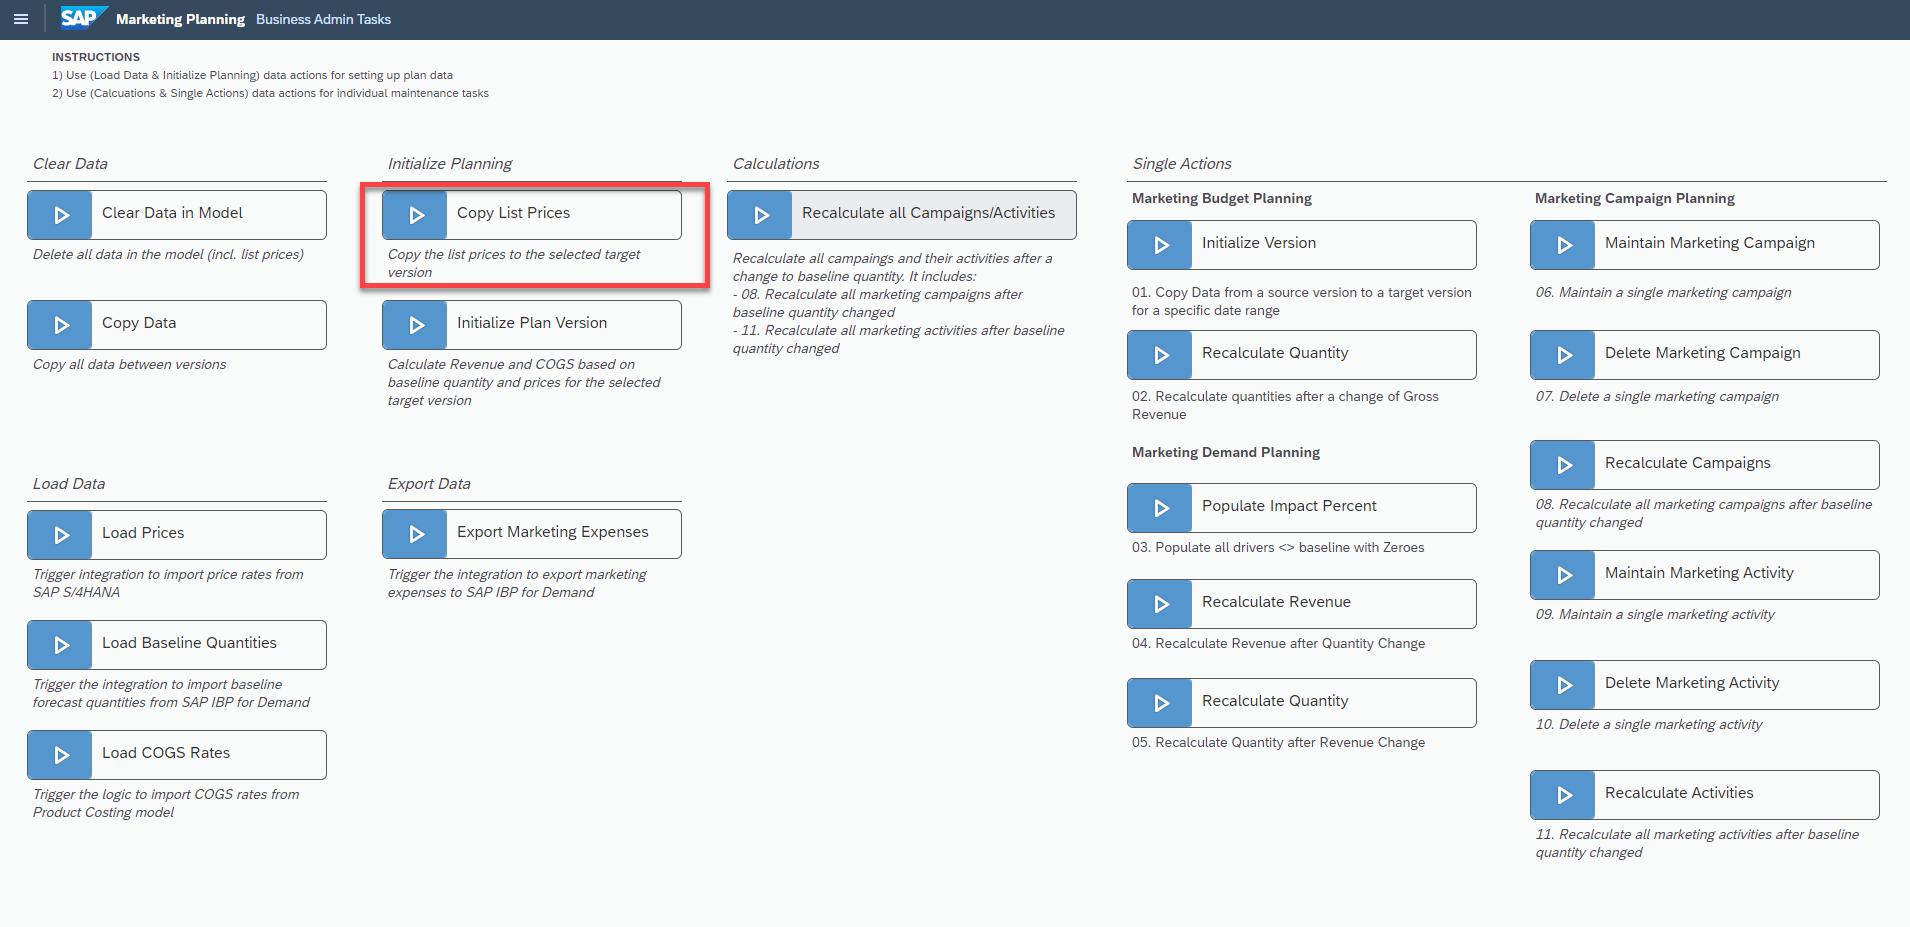 SAP Marketing Planning Business Admin Tasks
INSTRUCTIONS
1) Use (Load Data & Initialize Planning) data actions for setting up plan data
2) Use (Calcuations & Single Actions) data actions for individual maintenance tasks
Clear Data
Clear Data in Model
Delete all data in the model (incl. list prices)
Copy Data
Copy all data between versions
Initialize Planning
Copy List Prices
Copy the list prices to the selected target
version
Initialize Plan Version
Calculate Revenue and COGS based on
baseline quantity and prices for the selected
target version
Calculations
Recalculate all Campaigns/Activities
Recalculate all campaings and their activities after a
change to baseline quantity. It includes:
- 08. Recalculate all marketing campaigns after
baseline quantity changed
- 11. Recalculate all marketing activities after baseline
quantity changed
Load Data
Load Prices
Trigger integration to import price rates from
SAP S/4HANA
Load Baseline Quantities
Trigger the integration to import baseline
forecast quantities from SAP IBP for Demand
Load COGS Rates
Trigger the logic to import COGS rates from
Product Costing model
Export Data
Export Marketing Expenses
Trigger the integration to export marketing
expenses to SAP IBP for Demand
Single Actions
Marketing Budget Planning
Initialize Version
01. Copy Data from a source version to a target version
for a specific date range
Recalculate Quantity
02. Recalculate quantities after a change of Gross
Revenue
Marketing Demand Planning
Populate Impact Percent
03. Populate all drivers <> baseline with Zeroes
Recalculate Revenue
04. Recalculate Revenue after Quantity Change
Recalculate Quantity
05. Recalculate Quantity after Revenue Change
Marketing Campaign Planning
Maintain Marketing Campaign
06. Maintain a single marketing campaign
Delete Marketing Campaign
07. Delete a single marketing campaign
Recalculate Campaigns
08. Recalculate all marketing campaigns after baseline
quantity changed
Maintain Marketing Activity
09. Maintain a single marketing activity
Delete Marketing Activity
10. Delete a single marketing activity
Recalculate Activities
11. Recalculate all marketing activities after baseline
quantity changed